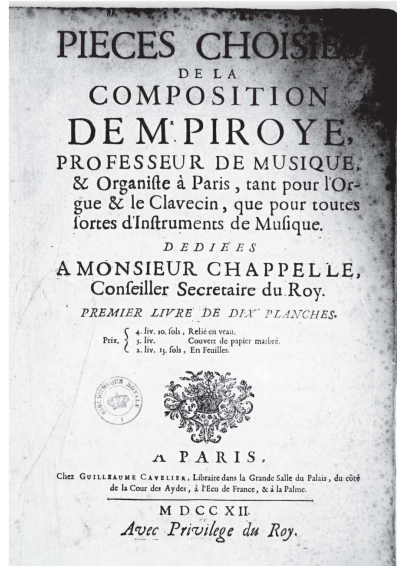 PIECES CHOISIES
DE LA
COMPOSITION
DE Mʳ. PIROYE,
PROFESSEUR DE MUSIQUE,
& Organiſte à Paris, tant pour l'Or-
gue & le Clavecin, que pour toutes
ſortes d'Inſtruments de Muſique.
DEDIÉES
A MONSIEUR CHAPPELLE,
Conſeiller Secretaire du Roy.
PREMIER LIVRE DE DIX PLANCHES.
4. liv. 10. ſols, Relié en veau.
Prix, 3. liv. Couvert de papier marbré.
2. liv. 15. ſols, En Feuilles.
BIBLIOTHEQUE ROYALE
A PARIS,
Chez GUILLEAUME CAVELIER, Libraire dans la Grande Salle du Palais, du côté
de la Cour des Aydes, à l'Ecu de France, & à la Palme.
M DCC XII.
Avec Privilege du Roy.